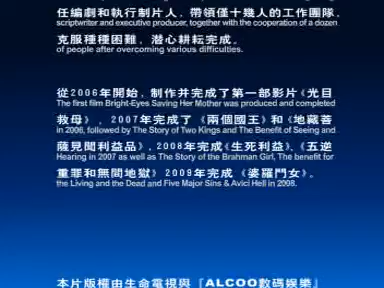 任編劇和執行制片人，帶領僅十幾人的工作團隊，
scriptwriter and executive producer, together with the cooperation of a dozen
克服種種困難，潛心耕耘完成。
of people after overcoming various difficulties.
從2006年開始，制作并完成了第一部影片《光目
The first film Bright-Eyes Saving Her Mother was produced and completed
救母》，2007年完成了《兩個國王》和《地藏菩
in 2006, followed by The Story of Two Kings and The Benefit of Seeing and
薩見聞利益品》，2008年完成《生死利益》、《五逆
Hearing in 2007 as well as The Story of the Brahman Girl, The benefit for
重罪和無間地獄》2009年完成《婆羅門女》。
the Living and the Dead and Five Major Sins & Avici Hell in 2008.
本片版權由生命電視與『ALCOO數碼娛樂』